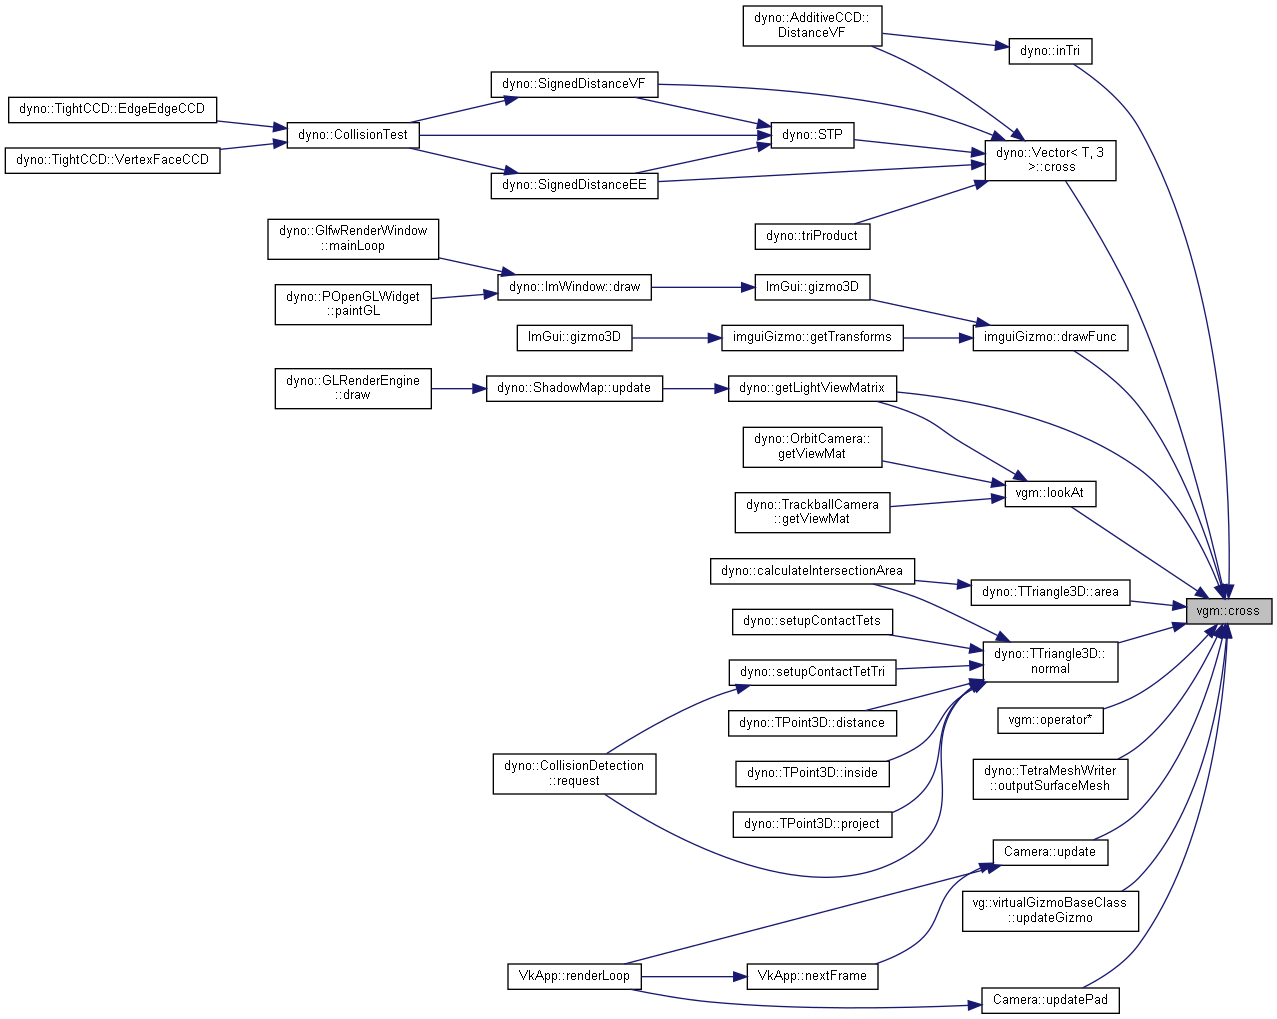 dyno::AdditiveCCD::
DistanceVF
dyno::inTri
dyno::SignedDistanceVF
dyno::TightCCD::EdgeEdgeCCD
dyno::CollisionTest
dyno::STP
dyno::Vector< T, 3
>::cross
dyno::TightCCD::VertexFaceCCD
dyno::SignedDistanceEE
dyno::triProduct
dyno::GlfwRenderWindow
::mainLoop
dyno::ImWindow::draw
ImGui::gizmo3D
dyno::POpenGLWidget
::paintGL
ImGui::gizmo3D
imguiGizmo::getTransforms
imguiGizmo::drawFunc
dyno::GLRenderEngine
::draw
dyno::ShadowMap::update
dyno::getLightViewMatrix
dyno::OrbitCamera::
getViewMat
vgm::lookAt
dyno::TrackballCamera
::getViewMat
dyno::calculateIntersectionArea
dyno::TTriangle3D::area
vgm::cross
dyno::setupContactTets
dyno::TTriangle3D::
normal
dyno::setupContactTetTri
dyno::TPoint3D::distance
vgm::operator*
dyno::CollisionDetection
::request
dyno::TPoint3D::inside
dyno::TetraMeshWriter
::outputSurfaceMesh
dyno::TPoint3D::project
Camera::update
vg::virtualGizmoBaseClass
::updateGizmo
VkApp::renderLoop
VkApp::nextFrame
Camera::updatePad